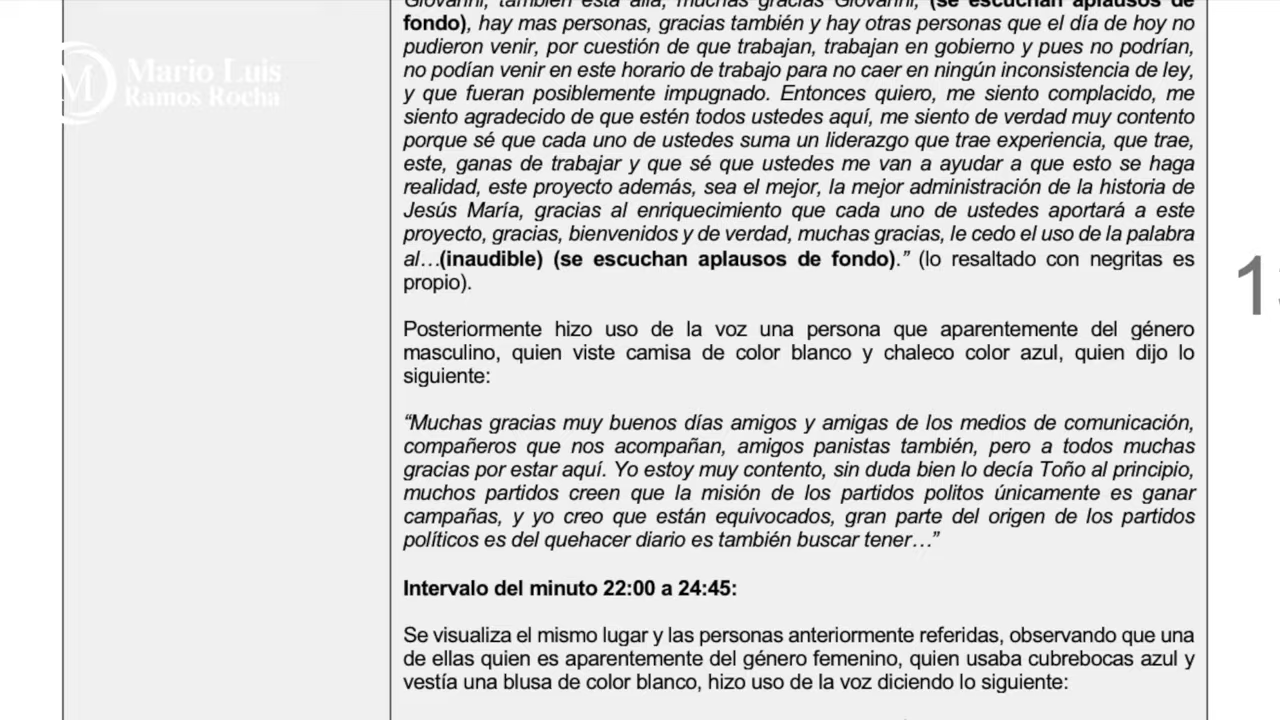 M Mario Luis
Ramos Rocha
Giovanni, también está allá, muchas gracias Giovanni, (se escuchan aplausos de
fondo), hay mas personas, gracias también y hay otras personas que el día de hoy no
pudieron venir, por cuestión de que trabajan, trabajan en gobierno y pues no podrían,
no podían venir en este horario de trabajo para no caer en ningún inconsistencia de ley,
y que fueran posiblemente impugnado. Entonces quiero, me siento complacido, me
siento agradecido de que estén todos ustedes aquí, me siento de verdad muy contento
porque sé que cada uno de ustedes suma un liderazgo que trae experiencia, que trae,
este, ganas de trabajar y que sé que ustedes me van a ayudar a que esto se haga
realidad, este proyecto además, sea el mejor, la mejor administración de la historia de
Jesús María, gracias al enriquecimiento que cada uno de ustedes aportará a este
proyecto, gracias, bienvenidos y de verdad, muchas gracias, le cedo el uso de la palabra
al…(inaudible) (se escuchan aplausos de fondo).” (lo resaltado con negritas es
propio).
Posteriormente hizo uso de la voz una persona que aparentemente del género
masculino, quien viste camisa de color blanco y chaleco color azul, quien dijo lo
siguiente:
“Muchas gracias muy buenos días amigos y amigas de los medios de comunicación,
compañeros que nos acompañan, amigos panistas también, pero a todos muchas
gracias por estar aquí. Yo estoy muy contento, sin duda bien lo decía Toño al principio,
muchos partidos creen que la misión de los partidos politos únicamente es ganar
campañas, y yo creo que están equivocados, gran parte del origen de los partidos
políticos es del quehacer diario es también buscar tener…”
Intervalo del minuto 22:00 a 24:45:
Se visualiza el mismo lugar y las personas anteriormente referidas, observando que una
de ellas quien es aparentemente del género femenino, quien usaba cubrebocas azul y
vestía una blusa de color blanco, hizo uso de la voz diciendo lo siguiente: